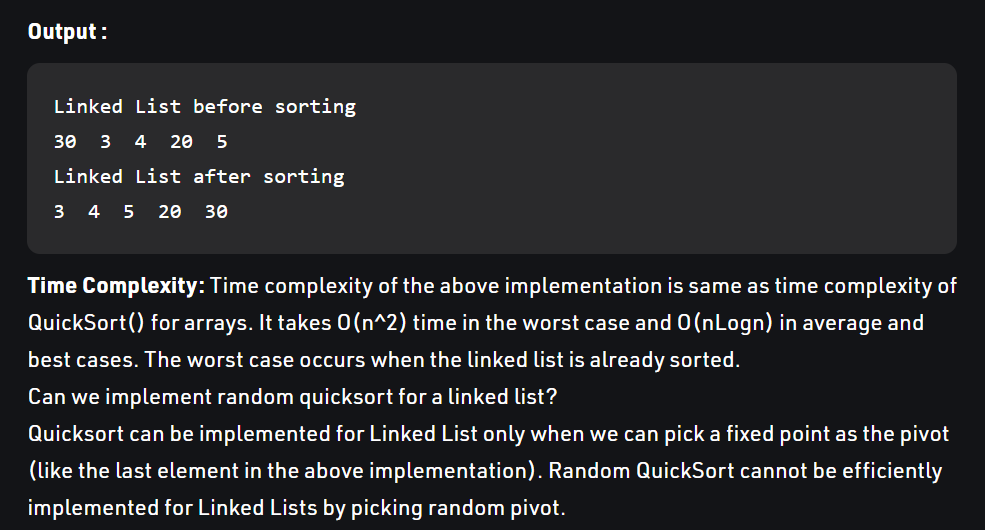 Output :
Linked List before sorting
30  3  4  20  5
Linked List after sorting
3  4  5  20  30
Time Complexity: Time complexity of the above implementation is same as time complexity of
QuickSort() for arrays. It takes O(n^2) time in the worst case and O(nLogn) in average and
best cases. The worst case occurs when the linked list is already sorted.
Can we implement random quicksort for a linked list?
Quicksort can be implemented for Linked List only when we can pick a fixed point as the pivot
(like the last element in the above implementation). Random QuickSort cannot be efficiently
implemented for Linked Lists by picking random pivot.